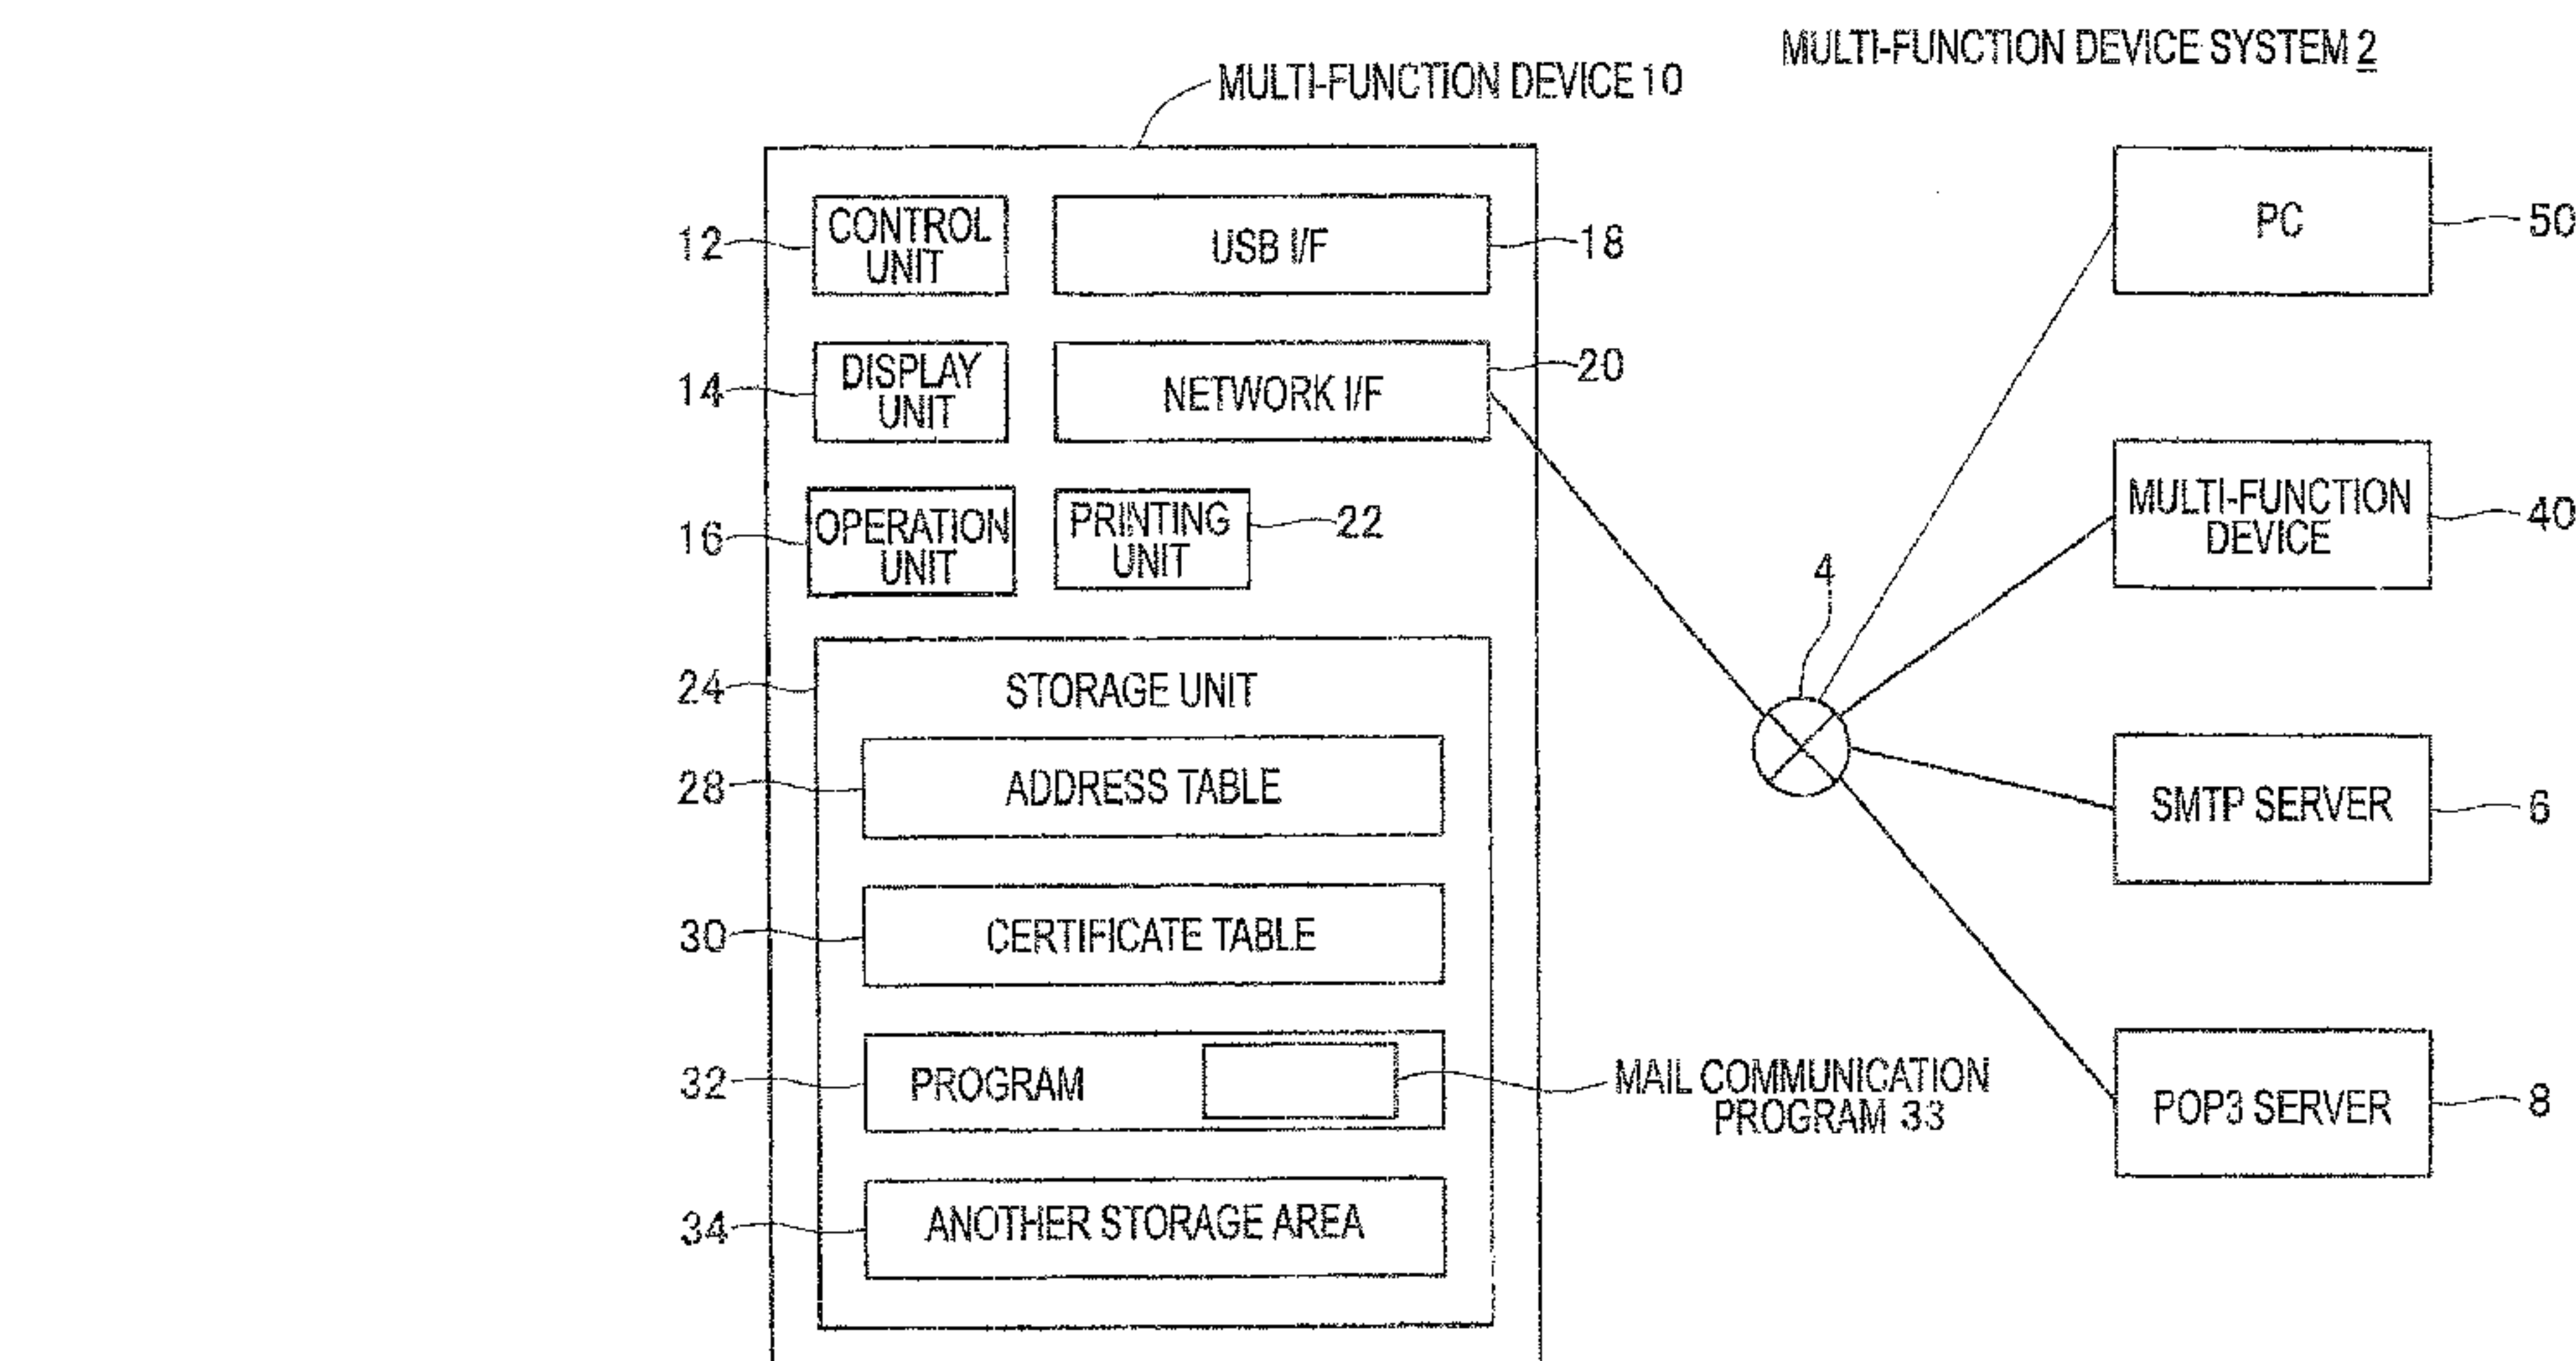 MULTI-FUNCTION DEVICE SYSTEM 2
MULTI-FUNCTION DEVICE 10
12
CONTROL
UNIT
USB I/F
18
14
DISPLAY
UNIT
NETWORK I/F
20
16
OPERATION
UNIT
PRINTING
UNIT
22
24
STORAGE UNIT
28
ADDRESS TABLE
30
CERTIFICATE TABLE
32
PROGRAM
MAIL COMMUNICATION
PROGRAM 33
34
ANOTHER STORAGE AREA
4
PC
50
MULTI-FUNCTION
DEVICE
40
SMTP SERVER
6
POP3 SERVER
8